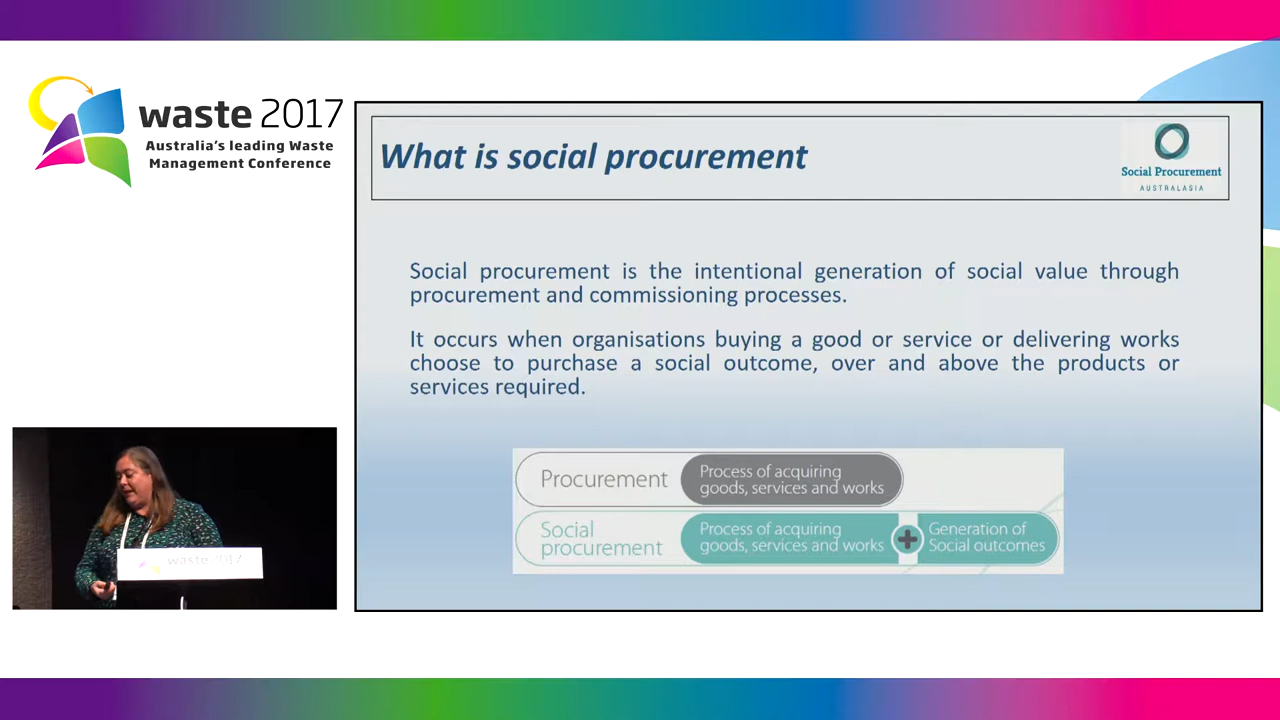 waste 2017
Australia's leading Waste
Management Conference
What is social procurement
Social Procurement
AUSTRALASIA
Social procurement is the intentional generation of social value through
procurement and commissioning processes.
It occurs when organisations buying a good or service or delivering works
choose to purchase a social outcome, over and above the products or
services required.
Procurement
Process of acquiring
goods, services and works
Social
procurement
Process of acquiring
goods, services and works
+
Generation of
Social outcomes
waste 2017